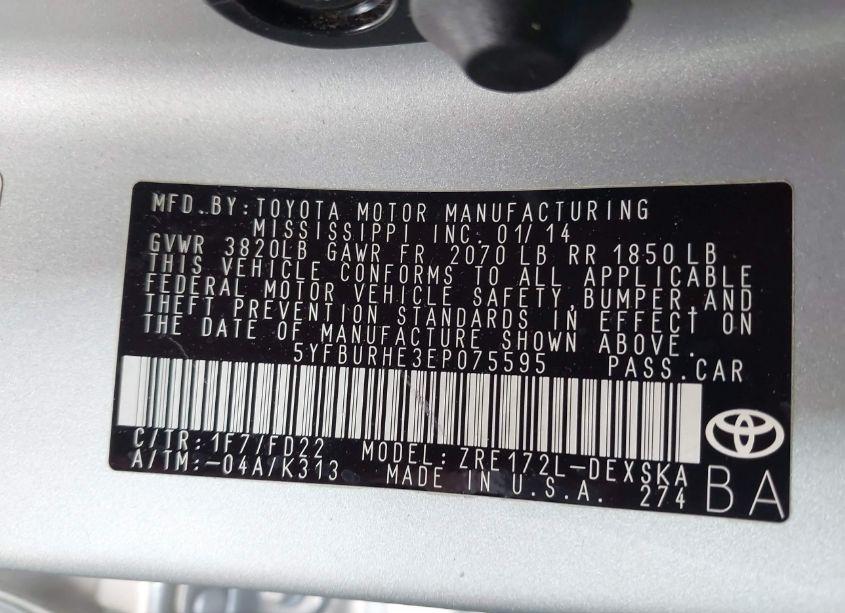 MFD. BY: TOYOTA MOTOR MANUFACTURING
MISSISSIPPI INC. 01/14
GVWR 3820LB GAWR FR 2070 LB RR 1850 LB
THIS VEHICLE CONFORMS TO ALL APPLICABLE
FEDERAL MOTOR VEHICLE SAFETY, BUMPER, AND
THEFT PREVENTION STANDARDS IN EFFECT ON
THE DATE OF MANUFACTURE SHOWN ABOVE.
5YFBURHE3EP075595 PASS. CAR
C/TR: 1F7/FD22 MODEL: ZRE172L-DEXSKA
A/TM: -04A/K313 MADE IN U.S.A. 274
BA